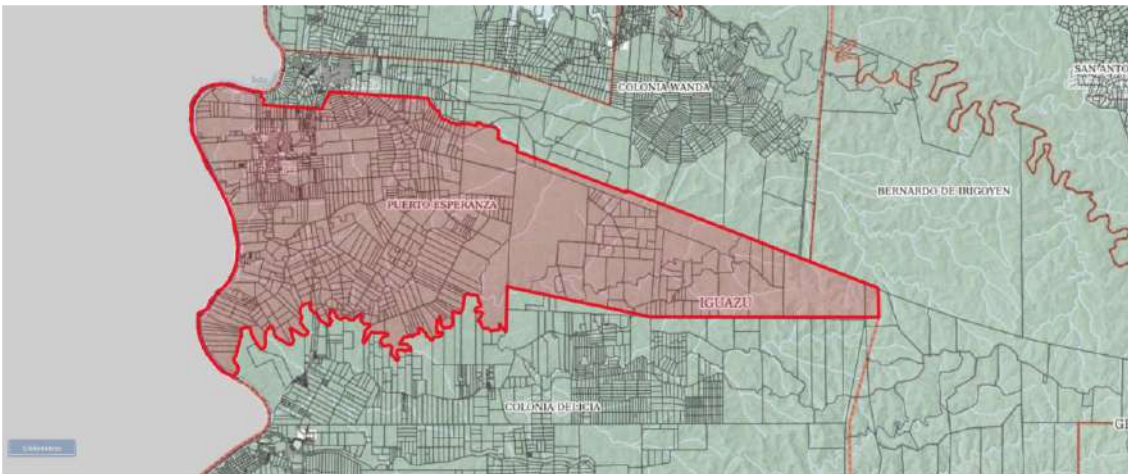 COLONIA WANDA
SAN ANTO
BERNARDO DE IRIGOYEN
PUERTO ESPERANZA
IGUAZU
COLONIA DELICIA